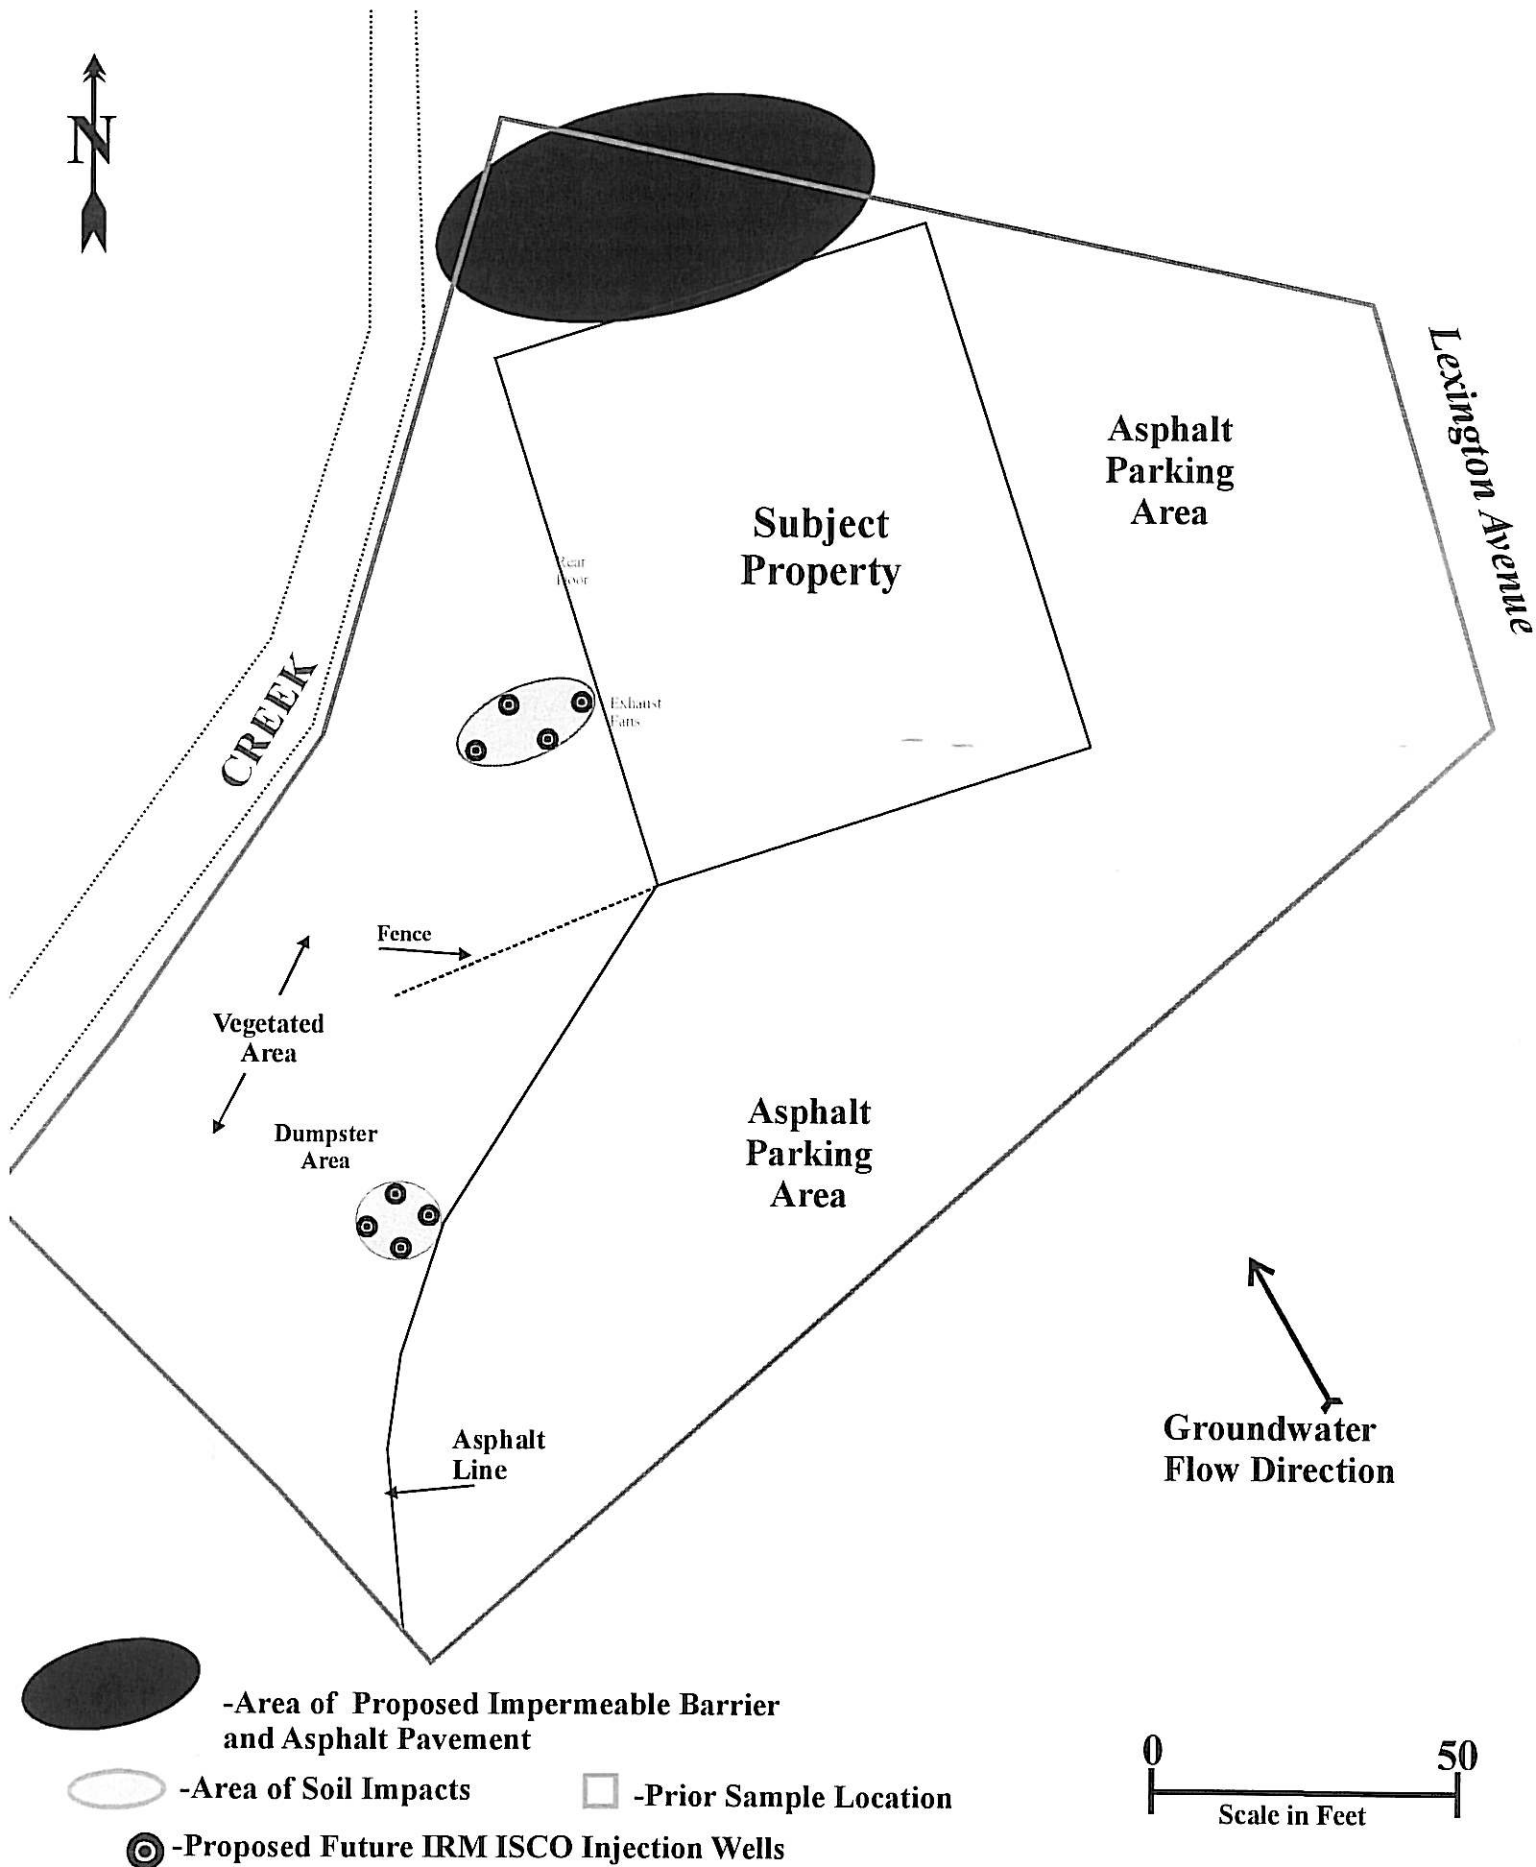 N
Lexington Avenue
Asphalt
Parking
Area
Subject
Property
Rear
Door
Exhaust
Fans
CREEK
Fence
Vegetated
Area
Dumpster
Area
Asphalt
Parking
Area
Groundwater
Flow Direction
Asphalt
Line
-Area of Proposed Impermeable Barrier
and Asphalt Pavement
-Area of Soil Impacts
-Prior Sample Location
-Proposed Future IRM ISCO Injection Wells
0 50
Scale in Feet